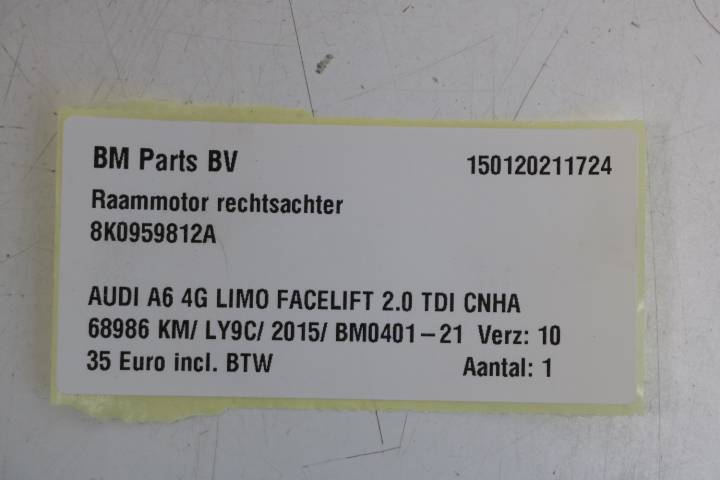 BM Parts BV 150120211724
Raammotor rechtsachter
8K0959812A
AUDI A6 4G LIMO FACELIFT 2.0 TDI CNHA
68986 KM/ LY9C/ 2015/ BM0401-21 Verz: 10
35 Euro incl. BTW Aantal: 1